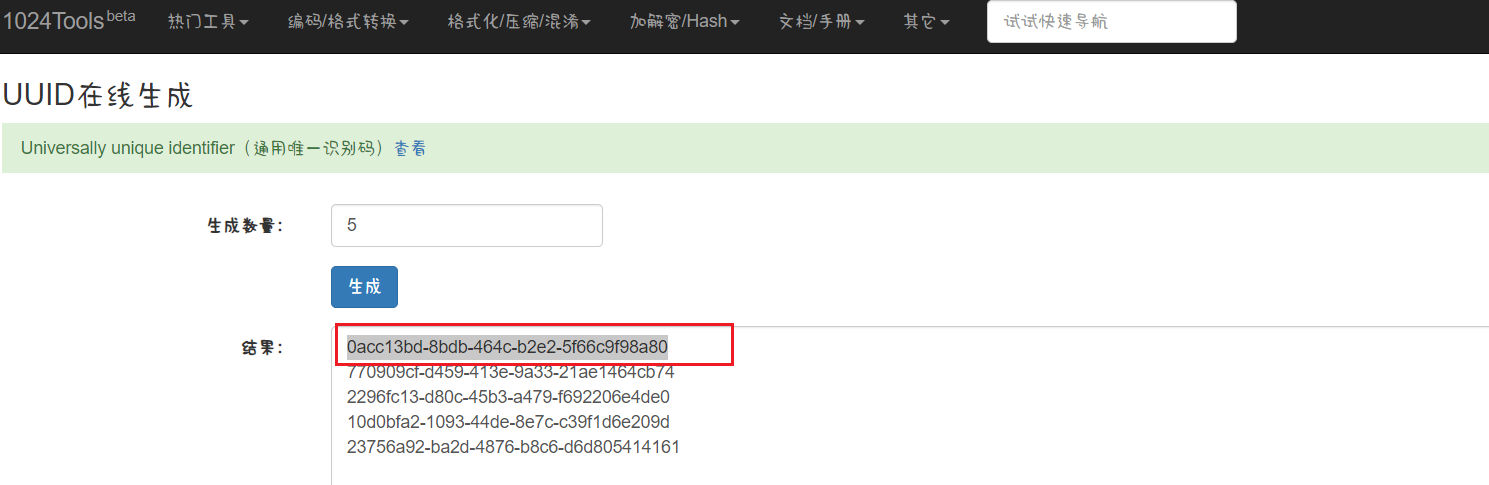 1024Tools beta 热门工具 编码/格式转换 格式化/压缩/混淆 加解密/Hash 文档/手册 其它 试试快速导航
UUID在线生成
Universally unique identifier（通用唯一识别码）查看
生成数量： 5
生成
结果： 0acc13bd-8bdb-464c-b2e2-5f66c9f98a80
770909cf-d459-413e-9a33-21ae1464cb74
2296fc13-d80c-45b3-a479-f692206e4de0
10d0bfa2-1093-44de-8e7c-c39f1d6e209d
23756a92-ba2d-4876-b8c6-d6d805414161